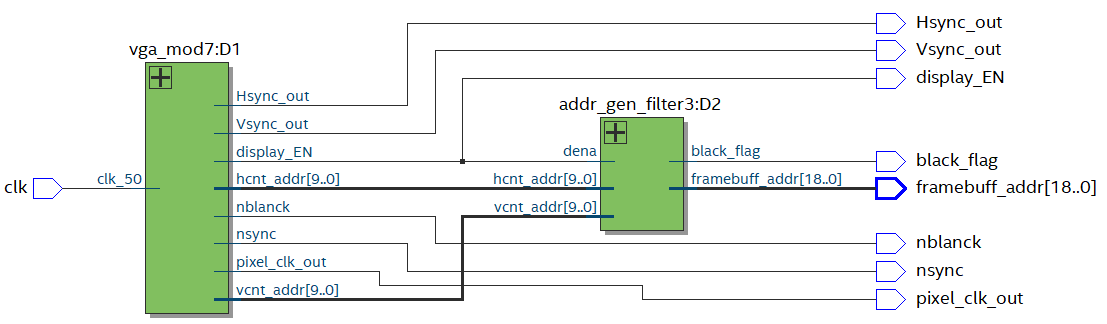 Hsync_out
Vsync_out
display_EN
vga_mod7:D1
addr_gen_filter3:D2
Hsync_out
Vsync_out
display_EN
dena
black_flag
black_flag
clk
clk_50
hcnt_addr[9..0]
hcnt_addr[9..0]
framebuff_addr[18..0]
framebuff_addr[18..0]
nblanck
vcnt_addr[9..0]
nblanck
nsync
nsync
pixel_clk_out
vcnt_addr[9..0]
pixel_clk_out